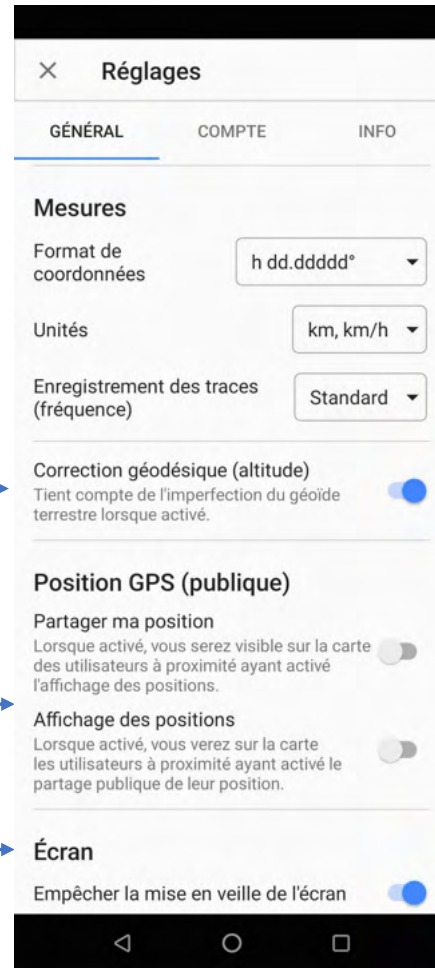 Réglages
GÉNÉRAL COMPTE INFO
Mesures
Format de
coordonnées
h dd.ddddd°
Unités
km, km/h
Enregistrement des traces
(fréquence)
Standard
Correction géodésique (altitude)
Tient compte de l'imperfection du géoïde
terrestre lorsque activé.
Position GPS (publique)
Partager ma position
Lorsque activé, vous serez visible sur la carte
des utilisateurs à proximité ayant activé
l'affichage des positions.
Affichage des positions
Lorsque activé, vous verez sur la carte
les utilisateurs à proximité ayant activé le
partage publique de leur position.
Écran
Empêcher la mise en veille de l'écran